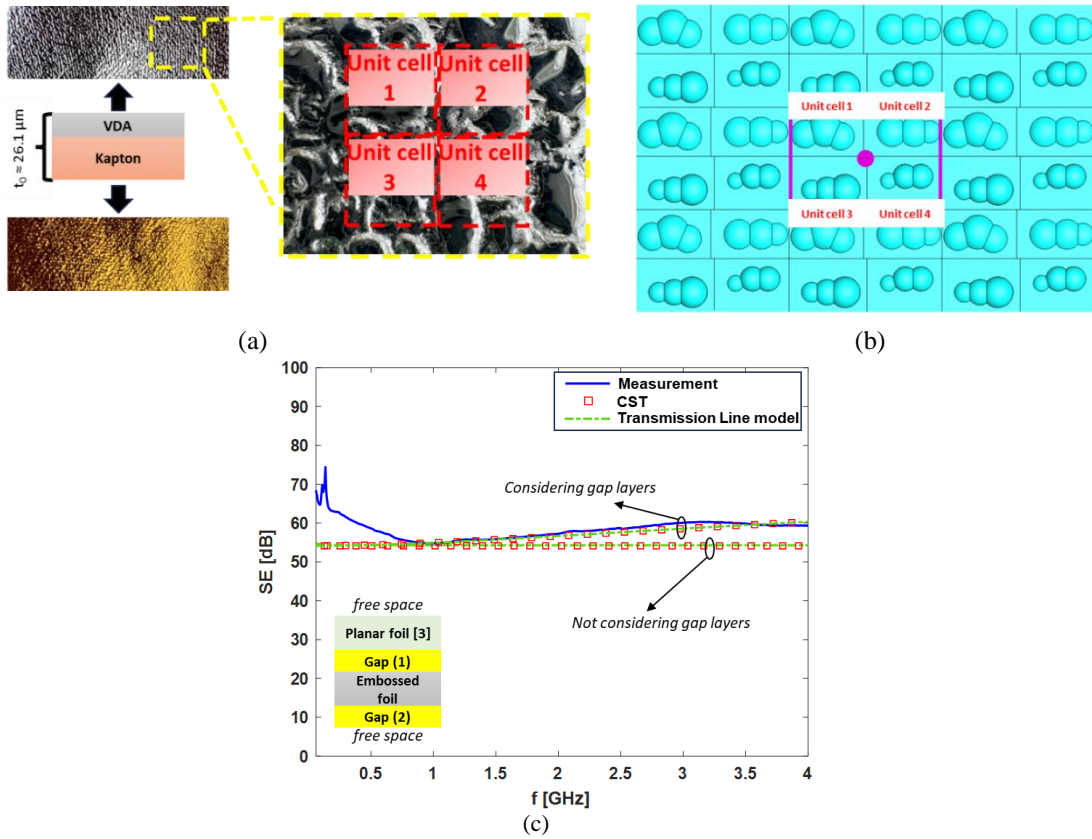 VDA
Kapton
t₀ ≈ 26.1 μm
Unit cell
1
Unit cell
2
Unit cell
3
Unit cell
4
(a)
Unit cell 1
Unit cell 2
Unit cell 3
Unit cell 4
(b)
100
90
80
70
60
50
40
30
20
10
0
SE [dB]
Measurement
CST
Transmission Line model
Considering gap layers
Not considering gap layers
free space
Planar foil [3]
Gap (1)
Embossed
foil
Gap (2)
free space
0.5 1 1.5 2 2.5 3 3.5 4
f [GHz]
(c)